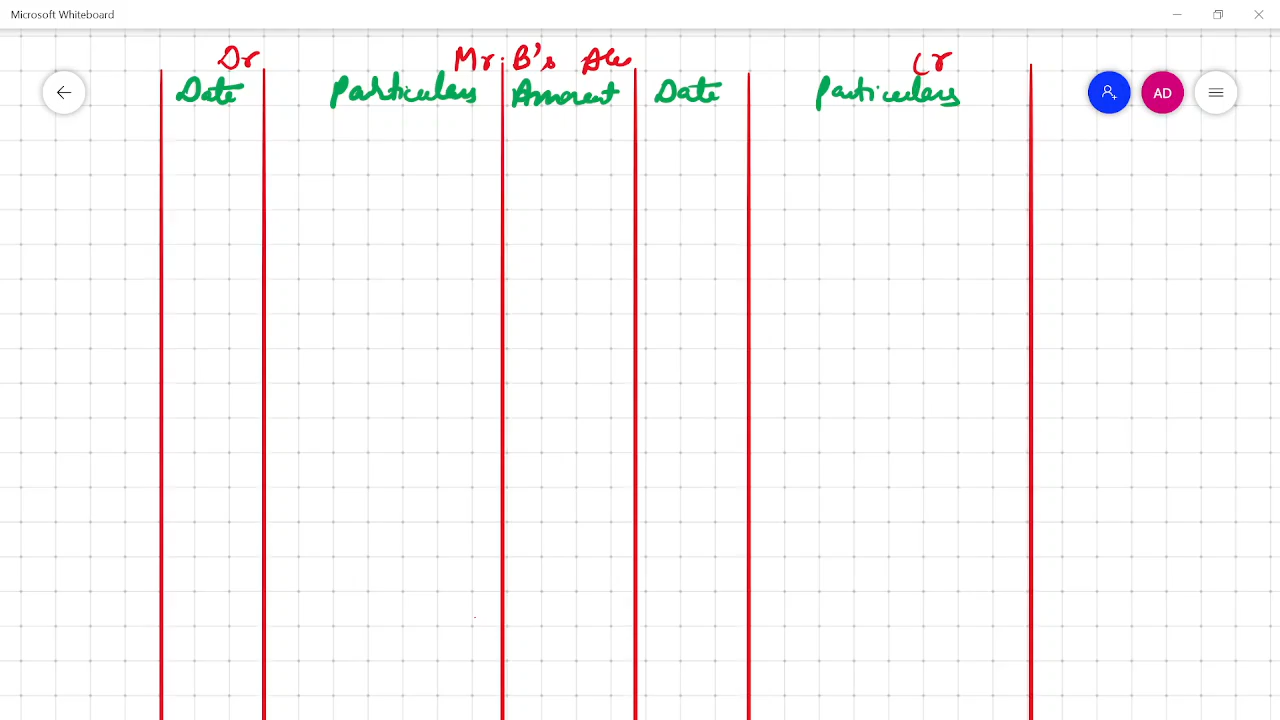 Microsoft Whiteboard
Dr Mr. B's A/c Cr
Date Particulars Amount Date Particulars
AD